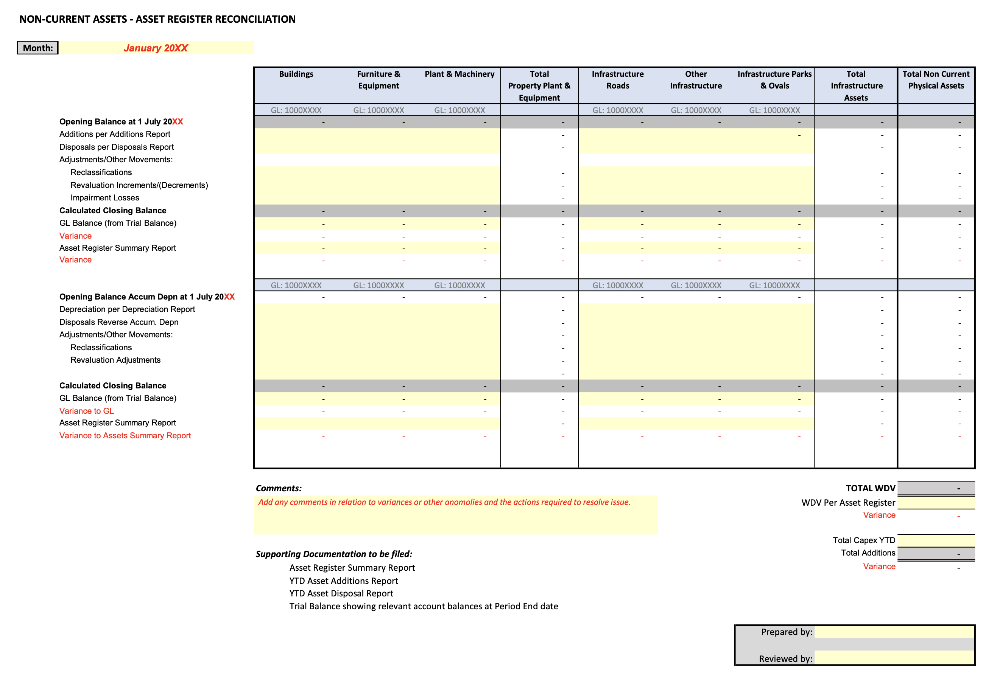 NON-CURRENT ASSETS - ASSET REGISTER RECONCILIATION
Month: January 20XX
Buildings Furniture & Plant & Machinery Total Infrastructure Other Infrastructure Parks Total Total Non Current
Equipment Property Plant & Roads Infrastructure & Ovals Infrastructure Physical Assets
Equipment Assets
GL: 1000XXXX GL: 1000XXXX GL: 1000XXXX GL: 1000XXXX GL: 1000XXXX GL: 1000XXXX
Opening Balance at 1 July 20XX - - - - - - - - -
Additions per Additions Report - - - -
Disposals per Disposals Report - - -
Adjustments/Other Movements:
Reclassifications - - -
Revaluation Increments/(Decrements) - - -
Impairment Losses - - -
Calculated Closing Balance - - - - - - - - -
GL Balance (from Trial Balance) - - - - - - - - -
Variance - - - - - - - - -
Asset Register Summary Report - - - - - - - - -
Variance - - - - - - - - -
GL: 1000XXXX GL: 1000XXXX GL: 1000XXXX GL: 1000XXXX GL: 1000XXXX GL: 1000XXXX
Opening Balance Accum Depn at 1 July 20XX - - - - - - - - -
Depreciation per Depreciation Report - - -
Disposals Reverse Accum. Depn - - -
Adjustments/Other Movements: - - -
Reclassifications - - -
Revaluation Adjustments - - -
- - -
Calculated Closing Balance - - - - - - - - -
GL Balance (from Trial Balance) - - - - - - - - -
Variance to GL - - - - - - - - -
Asset Register Summary Report - - -
Variance to Assets Summary Report - - - - - - - - -
Comments:
Add any comments in relation to variances or other anomolies and the actions required to resolve issue.
TOTAL WDV -
WDV Per Asset Register
Variance -
Total Capex YTD
Total Additions -
Variance -
Supporting Documentation to be filed:
Asset Register Summary Report
YTD Asset Additions Report
YTD Asset Disposal Report
Trial Balance showing relevant account balances at Period End date
Prepared by:
Reviewed by: